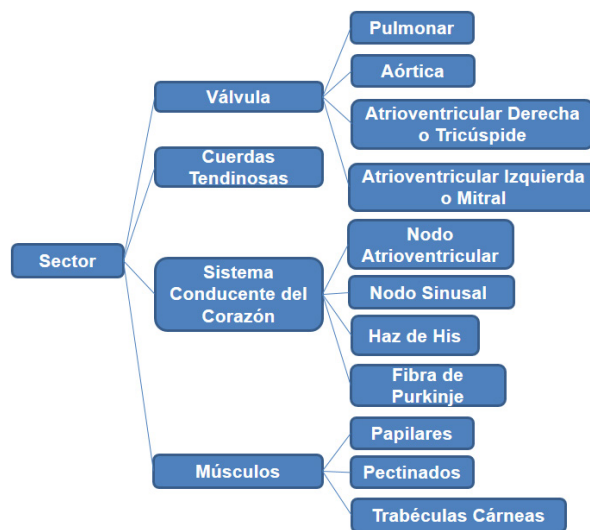 Pulmonar
Aórtica
Válvula
Atrioventricular Derecha
o Tricúspide
Cuerdas
Tendinosas
Atrioventricular Izquierda
o Mitral
Nodo
Atrioventricular
Sector
Sistema
Conducente del
Corazón
Nodo Sinusal
Haz de His
Fibra de
Purkinje
Papilares
Músculos
Pectinados
Trabéculas Cárneas